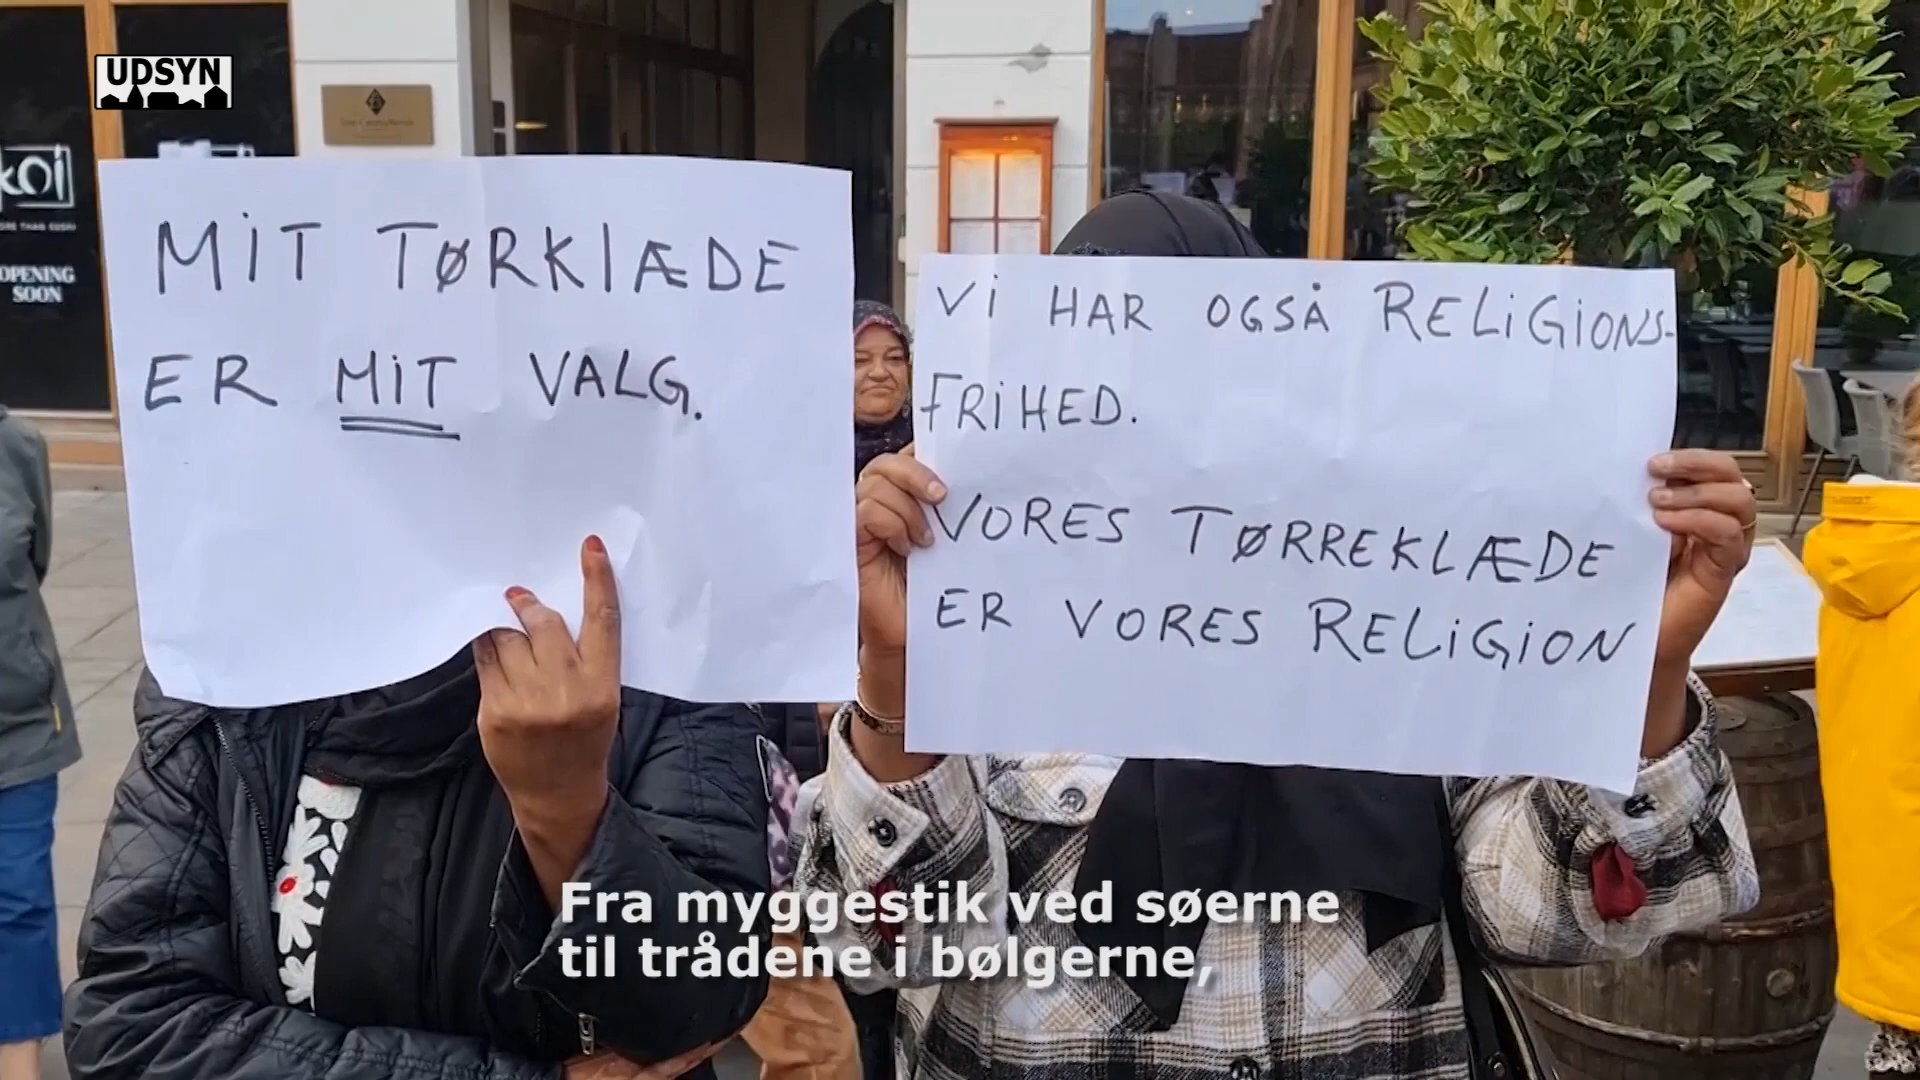 UDSYN
koi
OPENING
SOON
MIT TØRKLÆDE
ER MIT VALG.
VI HAR OGSÅ RELIGIONS-
FRIHED.
VORES TØRREKLÆDE
ER VORES RELIGION
Fra myggestik ved søerne
til trådene i bølgerne,